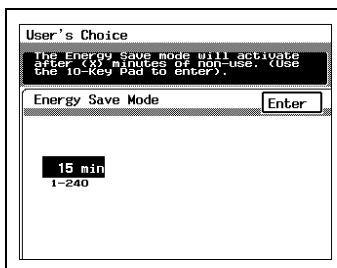 User's Choice
The Energy Save mode will activate
after (X) minutes of non-use. (Use
the 10-Key Pad to enter).
Energy Save Mode
Enter
15 min
1-240